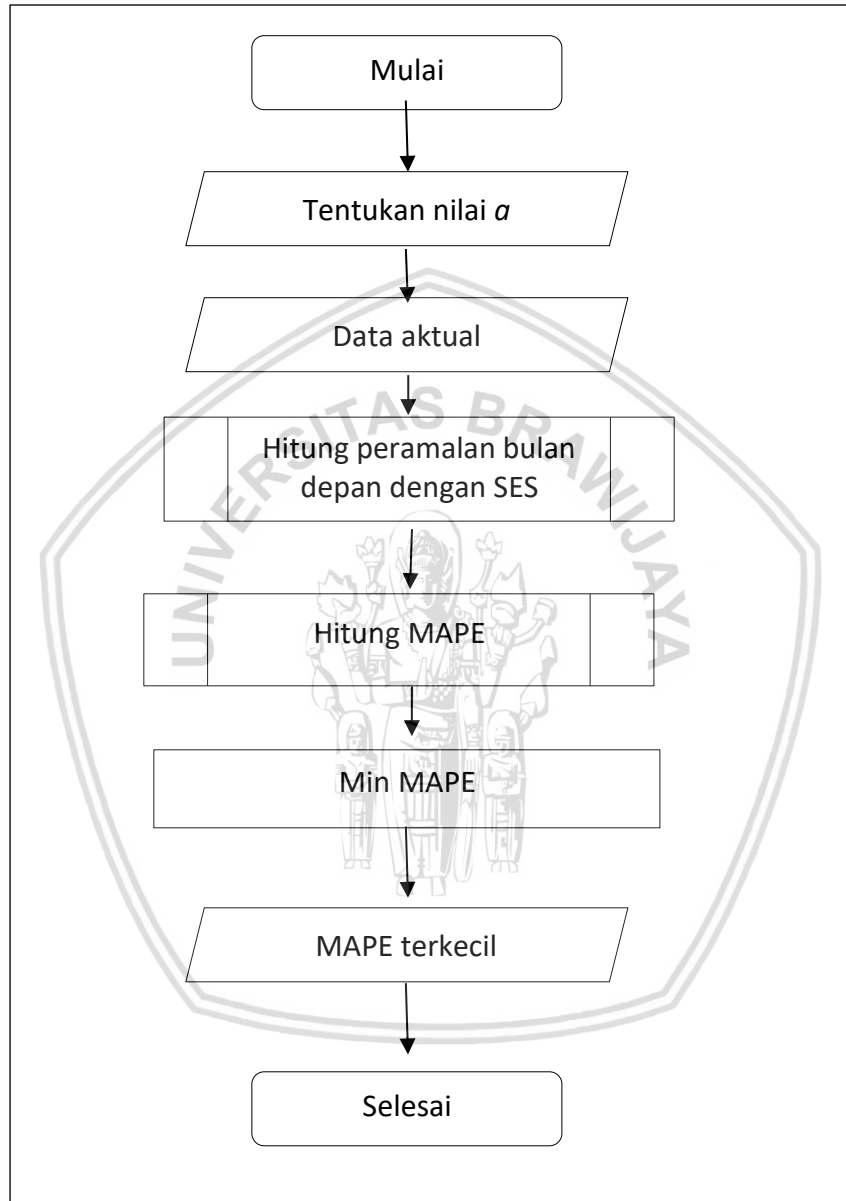 Mulai
Tentukan nilai a
Data aktual
UNIVERSITAS BRAWIJAYA
Hitung peramalan bulan
depan dengan SES
Hitung MAPE
Min MAPE
MAPE terkecil
Selesai